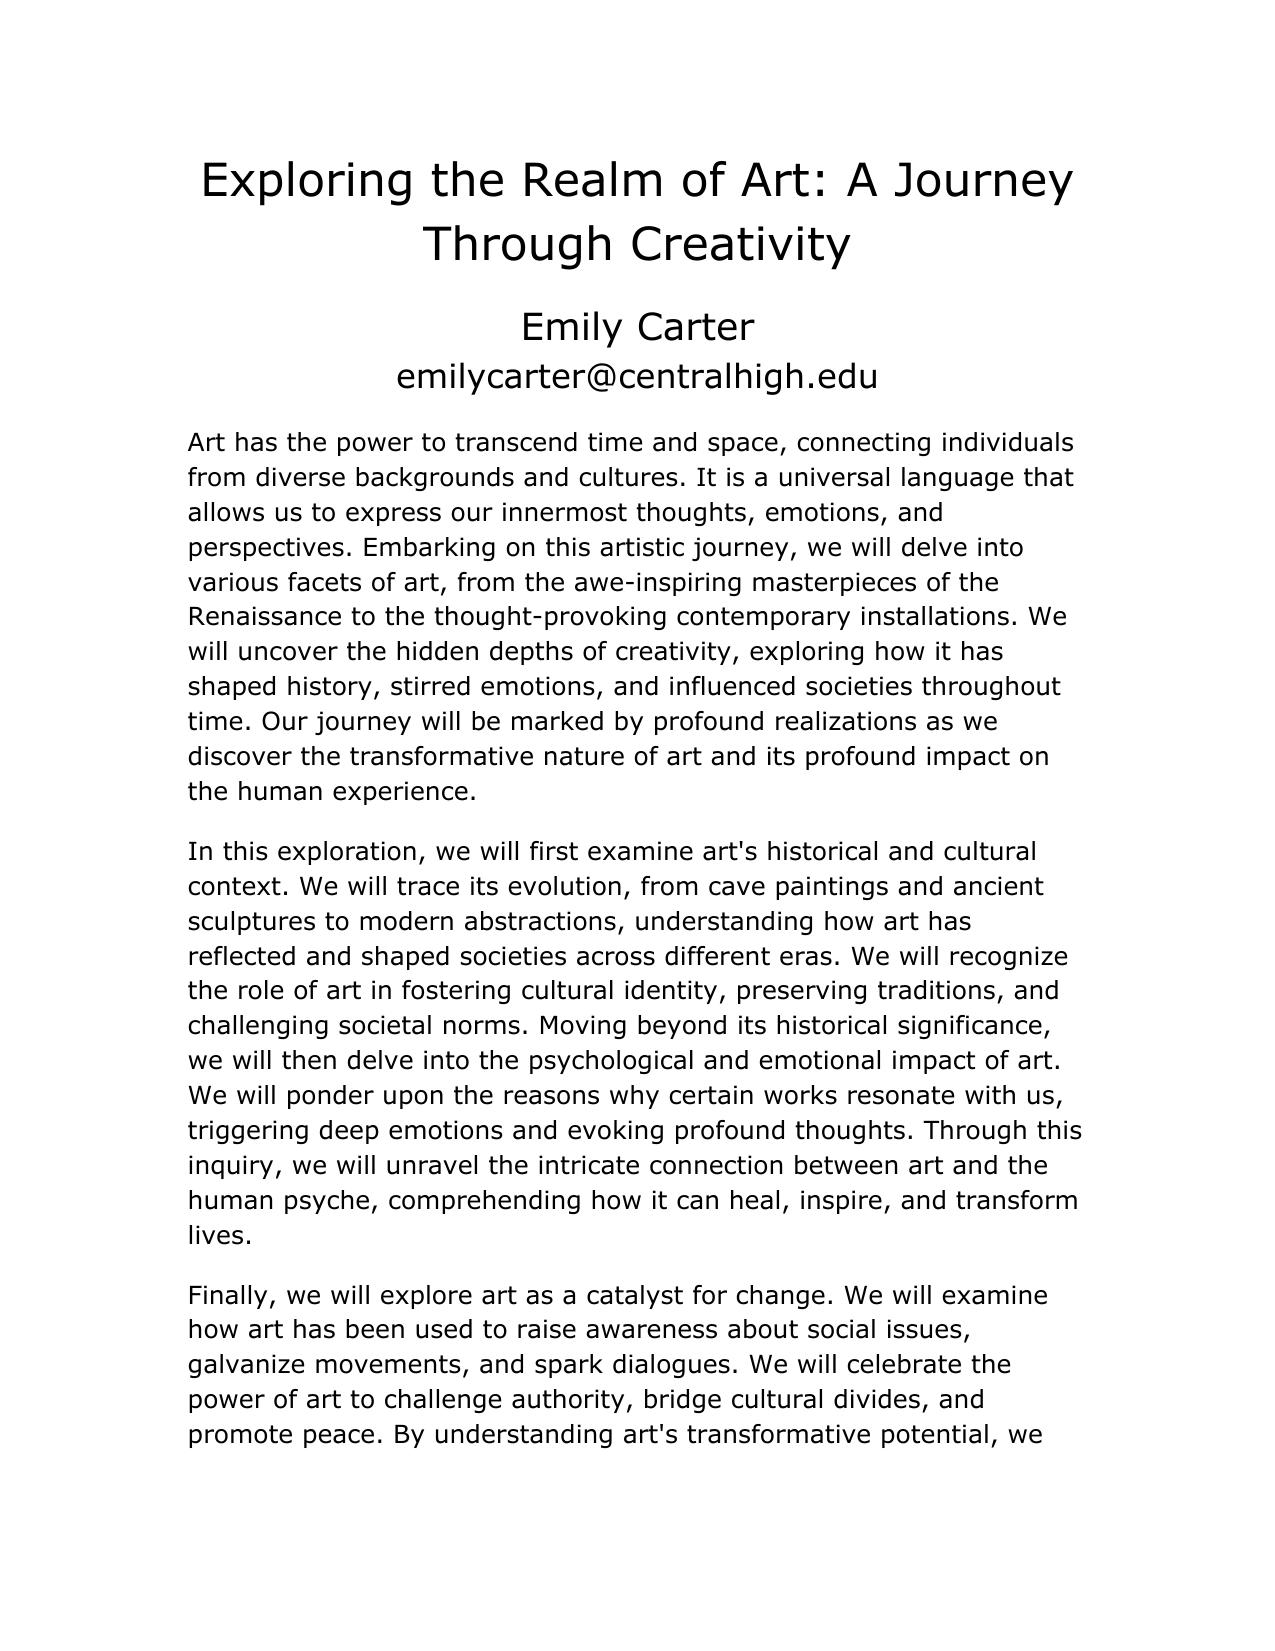 Exploring the Realm of Art: A Journey
Through Creativity
Emily Carter
emilycarter@centralhigh.edu
Art has the power to transcend time and space, connecting individuals
from diverse backgrounds and cultures. It is a universal language that
allows us to express our innermost thoughts, emotions, and
perspectives. Embarking on this artistic journey, we will delve into
various facets of art, from the awe-inspiring masterpieces of the
Renaissance to the thought-provoking contemporary installations. We
will uncover the hidden depths of creativity, exploring how it has
shaped history, stirred emotions, and influenced societies throughout
time. Our journey will be marked by profound realizations as we
discover the transformative nature of art and its profound impact on
the human experience.
In this exploration, we will first examine art's historical and cultural
context. We will trace its evolution, from cave paintings and ancient
sculptures to modern abstractions, understanding how art has
reflected and shaped societies across different eras. We will recognize
the role of art in fostering cultural identity, preserving traditions, and
challenging societal norms. Moving beyond its historical significance,
we will then delve into the psychological and emotional impact of art.
We will ponder upon the reasons why certain works resonate with us,
triggering deep emotions and evoking profound thoughts. Through this
inquiry, we will unravel the intricate connection between art and the
human psyche, comprehending how it can heal, inspire, and transform
lives.
Finally, we will explore art as a catalyst for change. We will examine
how art has been used to raise awareness about social issues,
galvanize movements, and spark dialogues. We will celebrate the
power of art to challenge authority, bridge cultural divides, and
promote peace. By understanding art's transformative potential, we